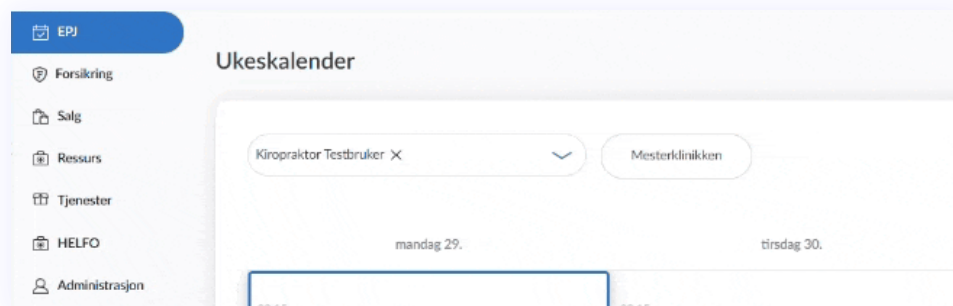 EPJ
Forsikring
Salg
Ressurs
Tjenester
HELFO
Administrasjon
Ukeskalender
Kiropraktor Testbruker
Mesterklinikken
mandag 29.
tirsdag 30.